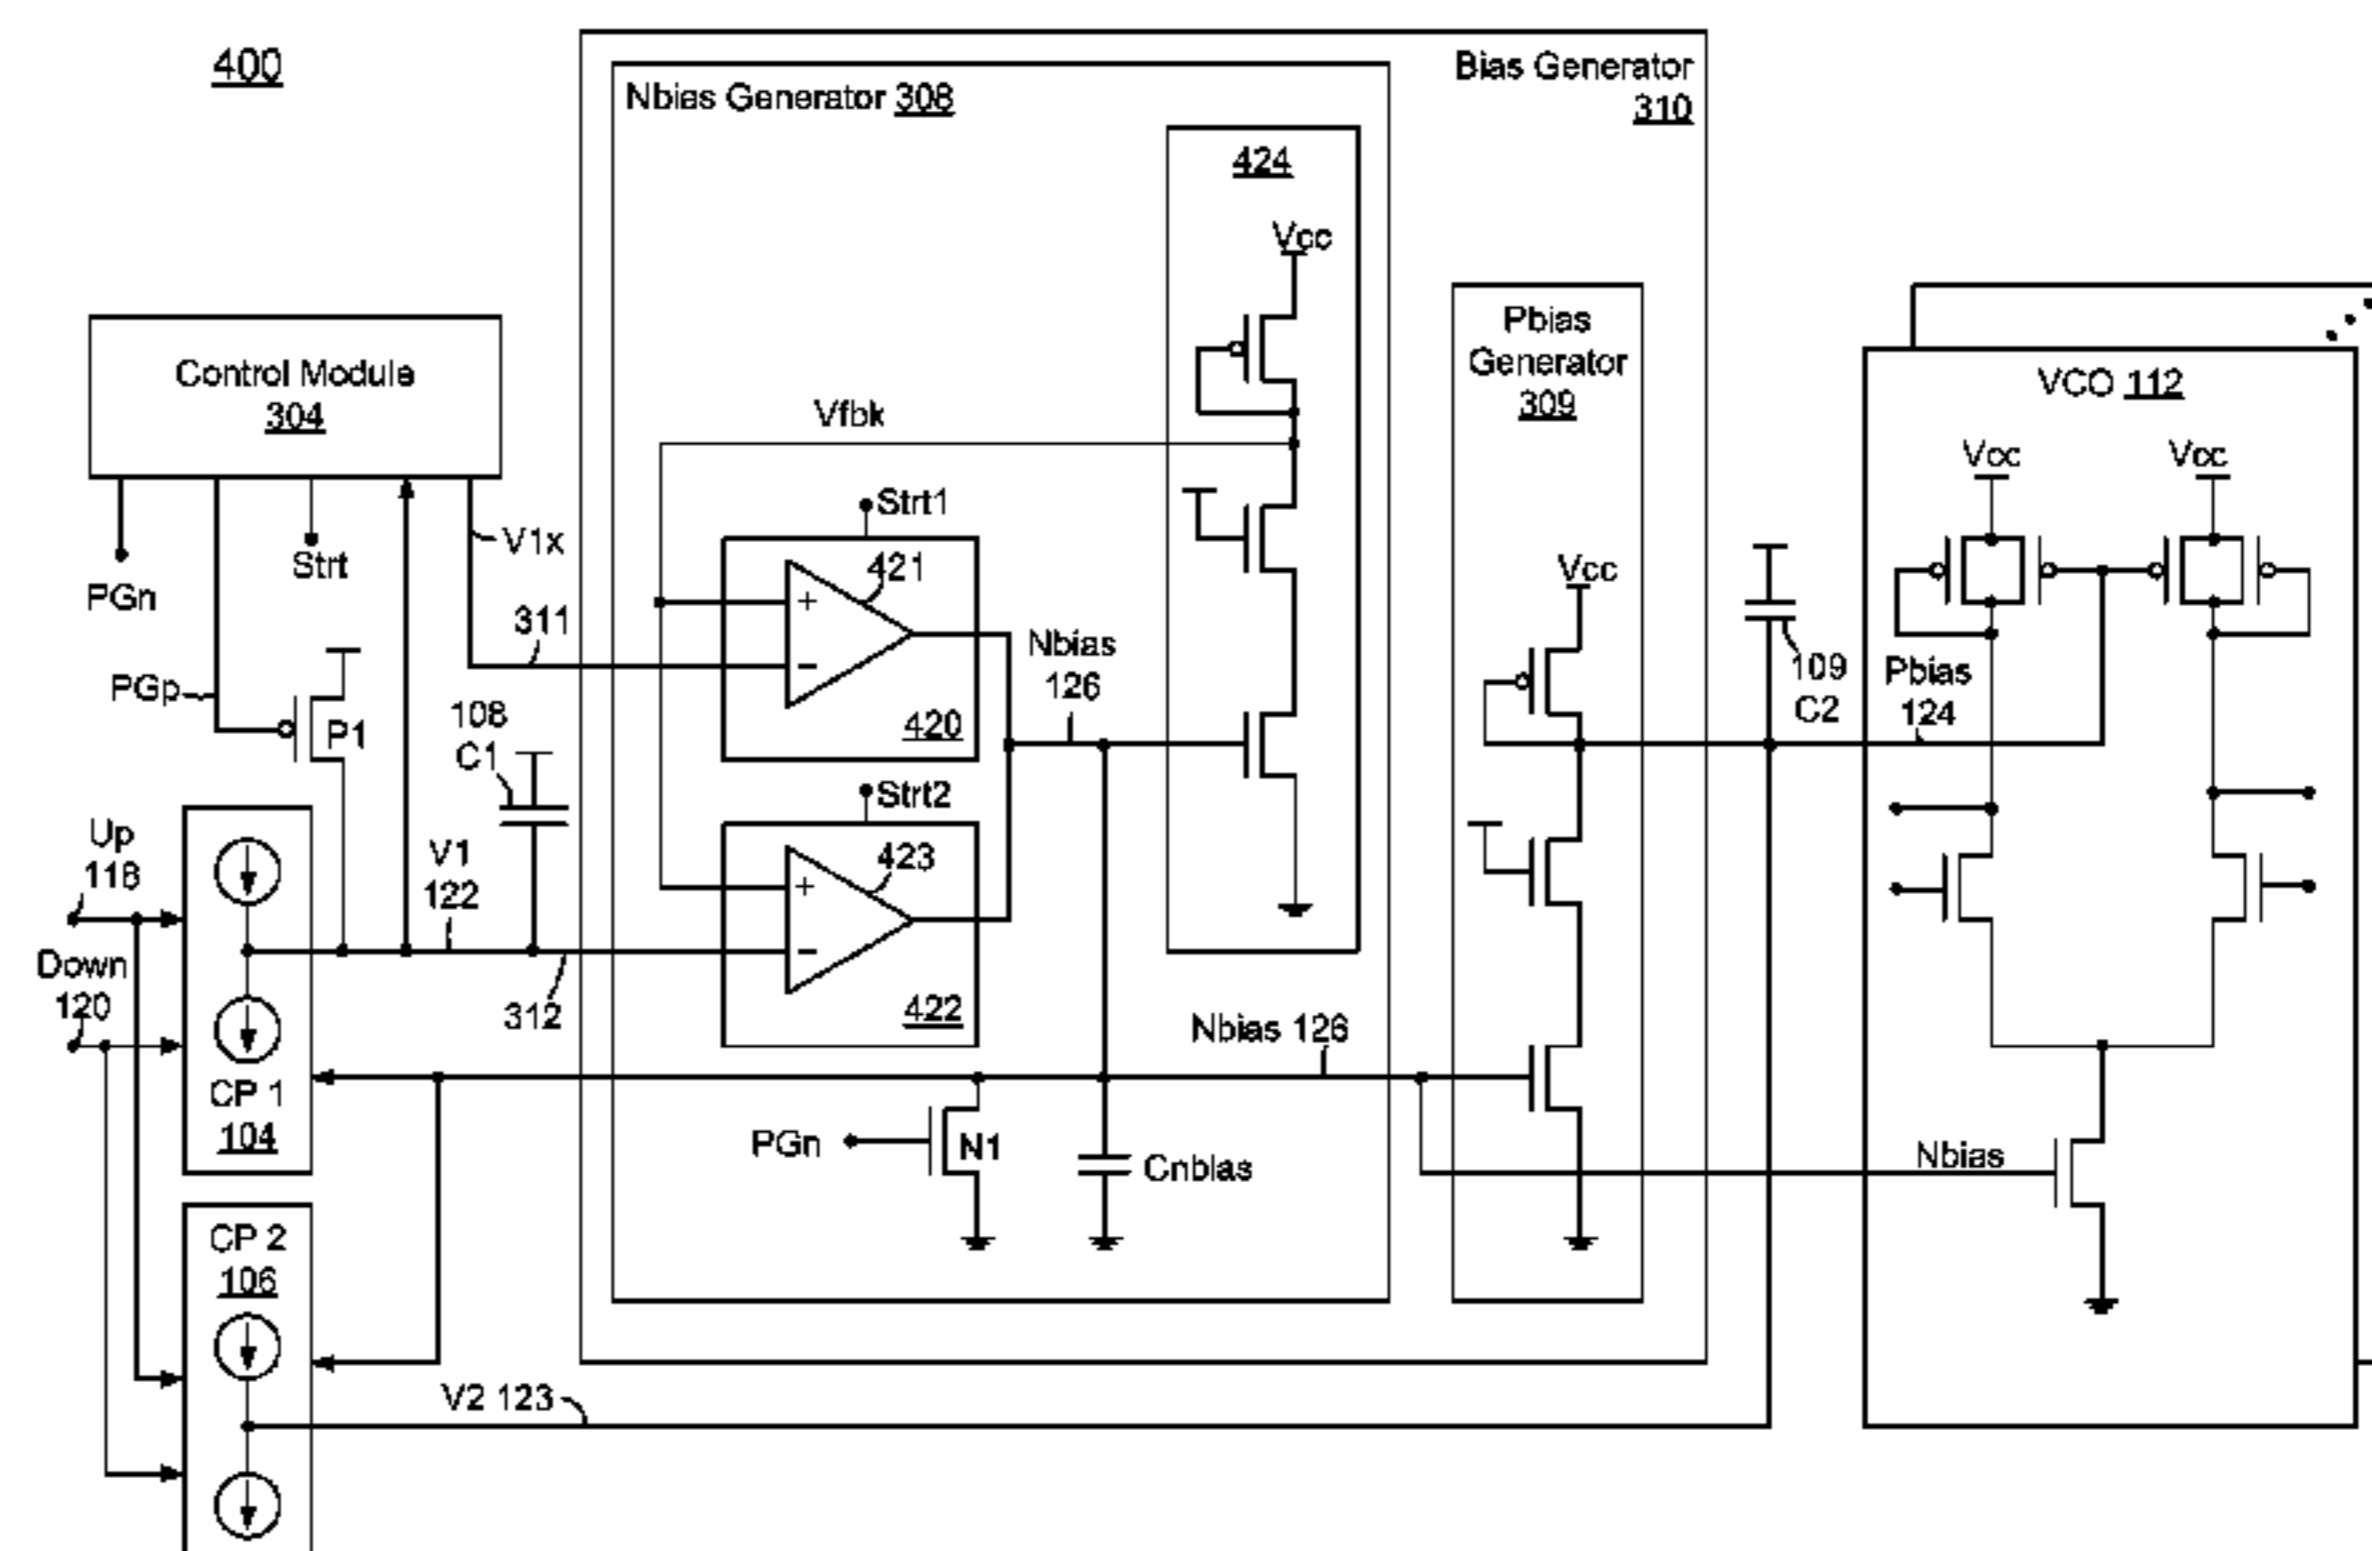 400
Bias Generator
310
Nbias Generator 308
424
Vcc
Control Module
304
PGn
PGp
Strt
V1x
311
P1
108
C1
Vfbk
Strt1
421
+
−
420
Nbias
126
Strt2
423
+
−
422
Up
118
Down
120
V1
122
312
CP 1
104
CP 2
106
Nbias 126
PGn
N1
Cnbias
V2 123
Pbias
Generator
309
Vcc
109
C2
VCO 112
Vcc
Vcc
Pbias
124
Nbias